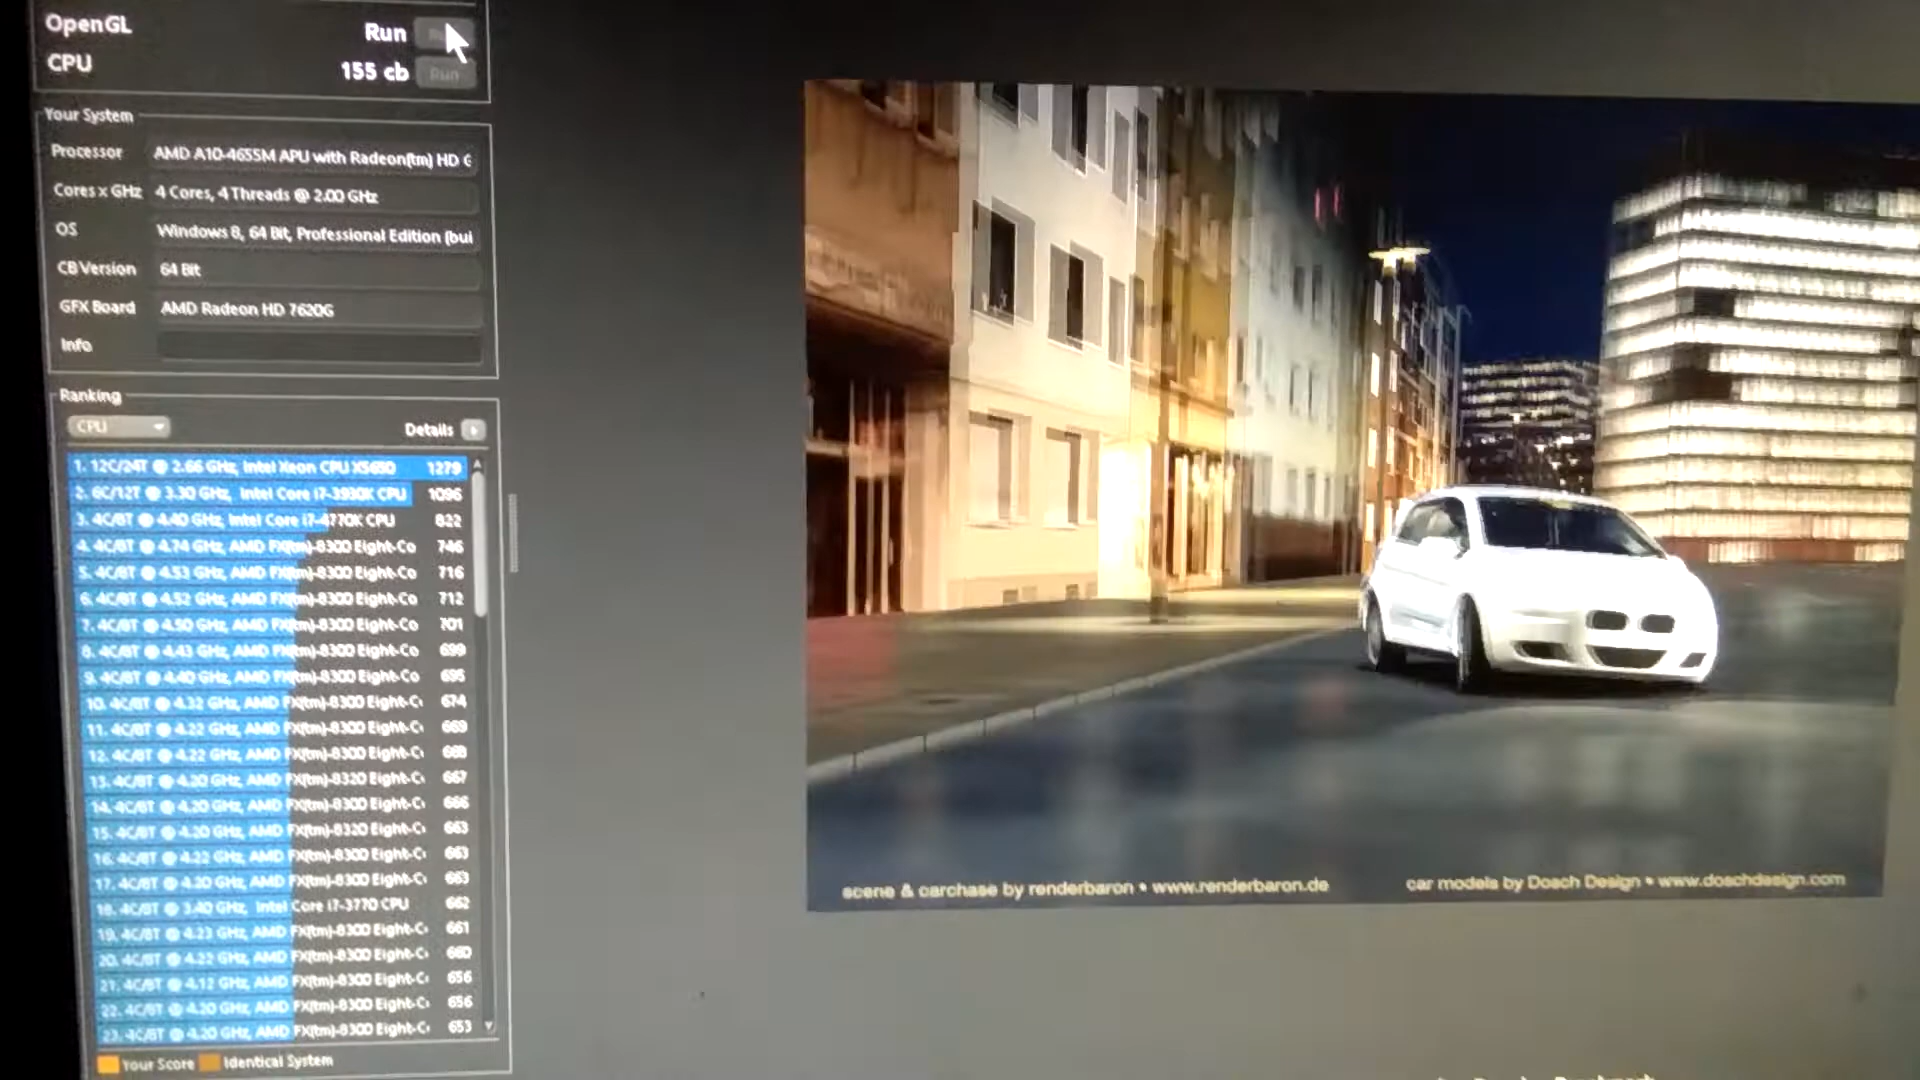 OpenGL Run
CPU 155 cb Run
Your System
Processor AMD A10-4655M APU with Radeon(tm) HD G
Cores x GHz 4 Cores, 4 Threads @ 2.00 GHz
OS Windows 8, 64 Bit, Professional Edition (bui
CB Version 64 Bit
GFX Board AMD Radeon HD 7620G
Info
Ranking
CPU Details
1. 12C/24T @ 2.66 GHz, Intel Xeon CPU X5650 1279
2. 6C/12T @ 3.30 GHz, Intel Core i7-3930K CPU 1096
3. 4C/8T @ 4.40 GHz, Intel Core i7-4770K CPU 822
4. 4C/8T @ 4.74 GHz, AMD FX(tm)-8300 Eight-Co 746
5. 4C/8T @ 4.53 GHz, AMD FX(tm)-8300 Eight-Co 716
6. 4C/8T @ 4.52 GHz, AMD FX(tm)-8300 Eight-Co 712
7. 4C/8T @ 4.50 GHz, AMD FX(tm)-8300 Eight-Co 701
8. 4C/8T @ 4.43 GHz, AMD FX(tm)-8300 Eight-Co 699
9. 4C/8T @ 4.40 GHz, AMD FX(tm)-8300 Eight-Co 695
10. 4C/8T @ 4.32 GHz, AMD FX(tm)-8300 Eight-C 674
11. 4C/8T @ 4.22 GHz, AMD FX(tm)-8300 Eight-C 669
12. 4C/8T @ 4.22 GHz, AMD FX(tm)-8300 Eight-C 668
13. 4C/8T @ 4.20 GHz, AMD FX(tm)-8320 Eight-C 667
14. 4C/8T @ 4.20 GHz, AMD FX(tm)-8300 Eight-C 666
15. 4C/8T @ 4.20 GHz, AMD FX(tm)-8320 Eight-C 663
16. 4C/8T @ 4.22 GHz, AMD FX(tm)-8300 Eight-C 663
17. 4C/8T @ 4.20 GHz, AMD FX(tm)-8300 Eight-C 663
18. 4C/8T @ 3.40 GHz, Intel Core i7-3770 CPU 662
19. 4C/8T @ 4.23 GHz, AMD FX(tm)-8300 Eight-C 661
20. 4C/8T @ 4.22 GHz, AMD FX(tm)-8300 Eight-C 660
21. 4C/8T @ 4.12 GHz, AMD FX(tm)-8300 Eight-C 656
22. 4C/8T @ 4.20 GHz, AMD FX(tm)-8300 Eight-C 656
23. 4C/8T @ 4.20 GHz, AMD FX(tm)-8300 Eight-C 653
Your Score Identical System
scene & carchase by renderbaron • www.renderbaron.de
car models by Dosch Design • www.doschdesign.com